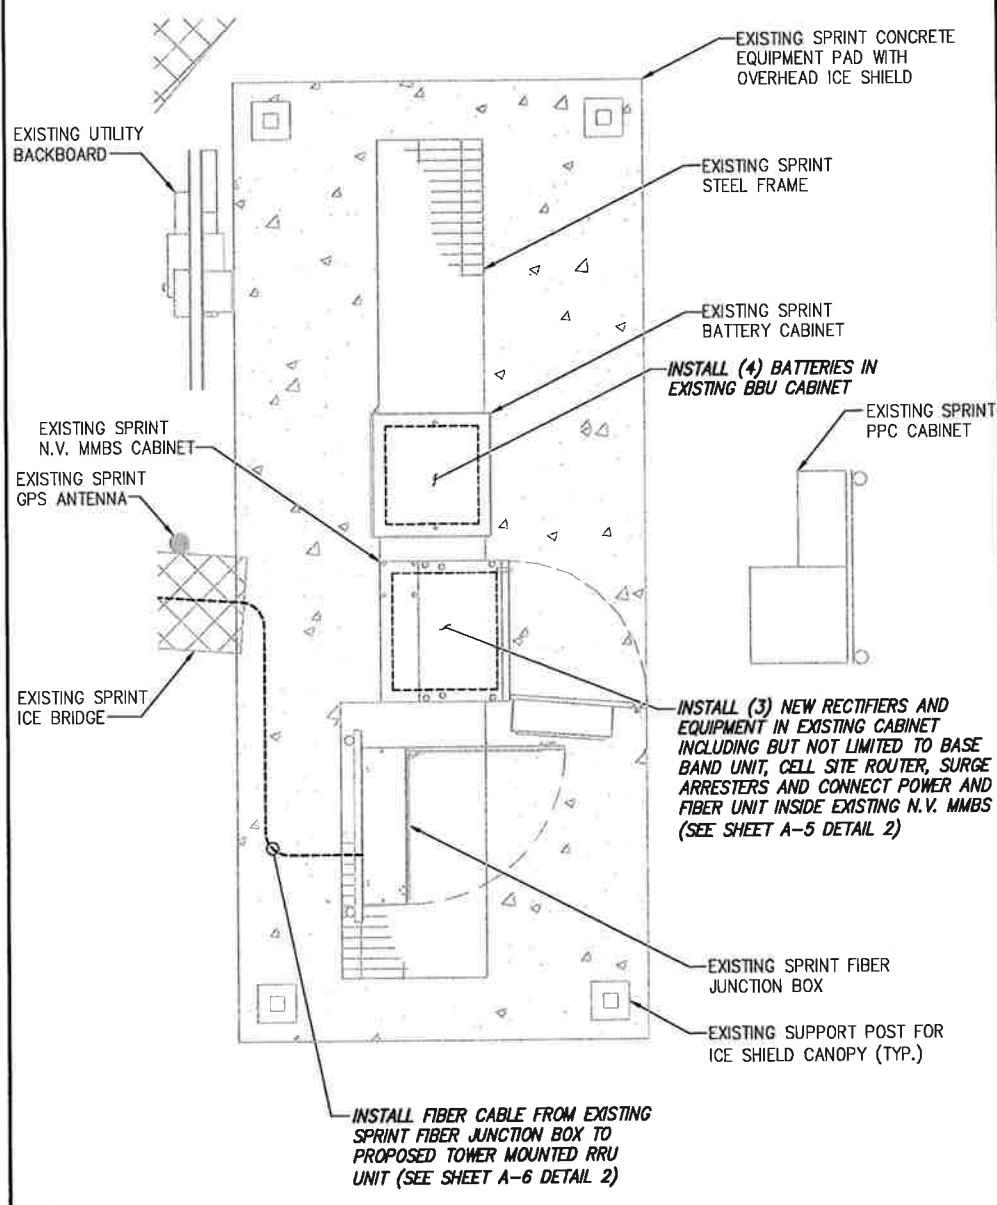 EXISTING SPRINT CONCRETE
EQUIPMENT PAD WITH
OVERHEAD ICE SHIELD
EXISTING UTILITY
BACKBOARD
EXISTING SPRINT
STEEL FRAME
EXISTING SPRINT
BATTERY CABINET
INSTALL (4) BATTERIES IN
EXISTING BBU CABINET
EXISTING SPRINT
PPC CABINET
EXISTING SPRINT
N.V. MMBS CABINET
EXISTING SPRINT
GPS ANTENNA
EXISTING SPRINT
ICE BRIDGE
INSTALL (3) NEW RECTIFIERS AND
EQUIPMENT IN EXISTING CABINET
INCLUDING BUT NOT LIMITED TO BASE
BAND UNIT, CELL SITE ROUTER, SURGE
ARRESTERS AND CONNECT POWER AND
FIBER UNIT INSIDE EXISTING N.V. MMBS
(SEE SHEET A-5 DETAIL 2)
EXISTING SPRINT FIBER
JUNCTION BOX
EXISTING SUPPORT POST FOR
ICE SHIELD CANOPY (TYP.)
INSTALL FIBER CABLE FROM EXISTING
SPRINT FIBER JUNCTION BOX TO
PROPOSED TOWER MOUNTED RRU
UNIT (SEE SHEET A-6 DETAIL 2)